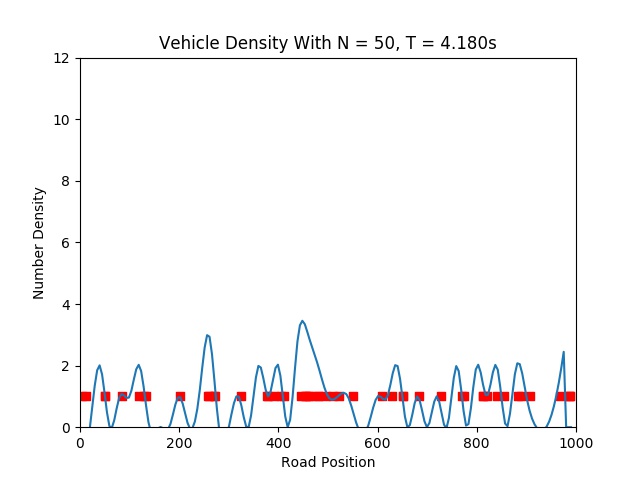 Vehicle Density With N = 50, T = 4.180s
12
10
8
6
4
2
0
Number Density
0 200 400 600 800 1000
Road Position